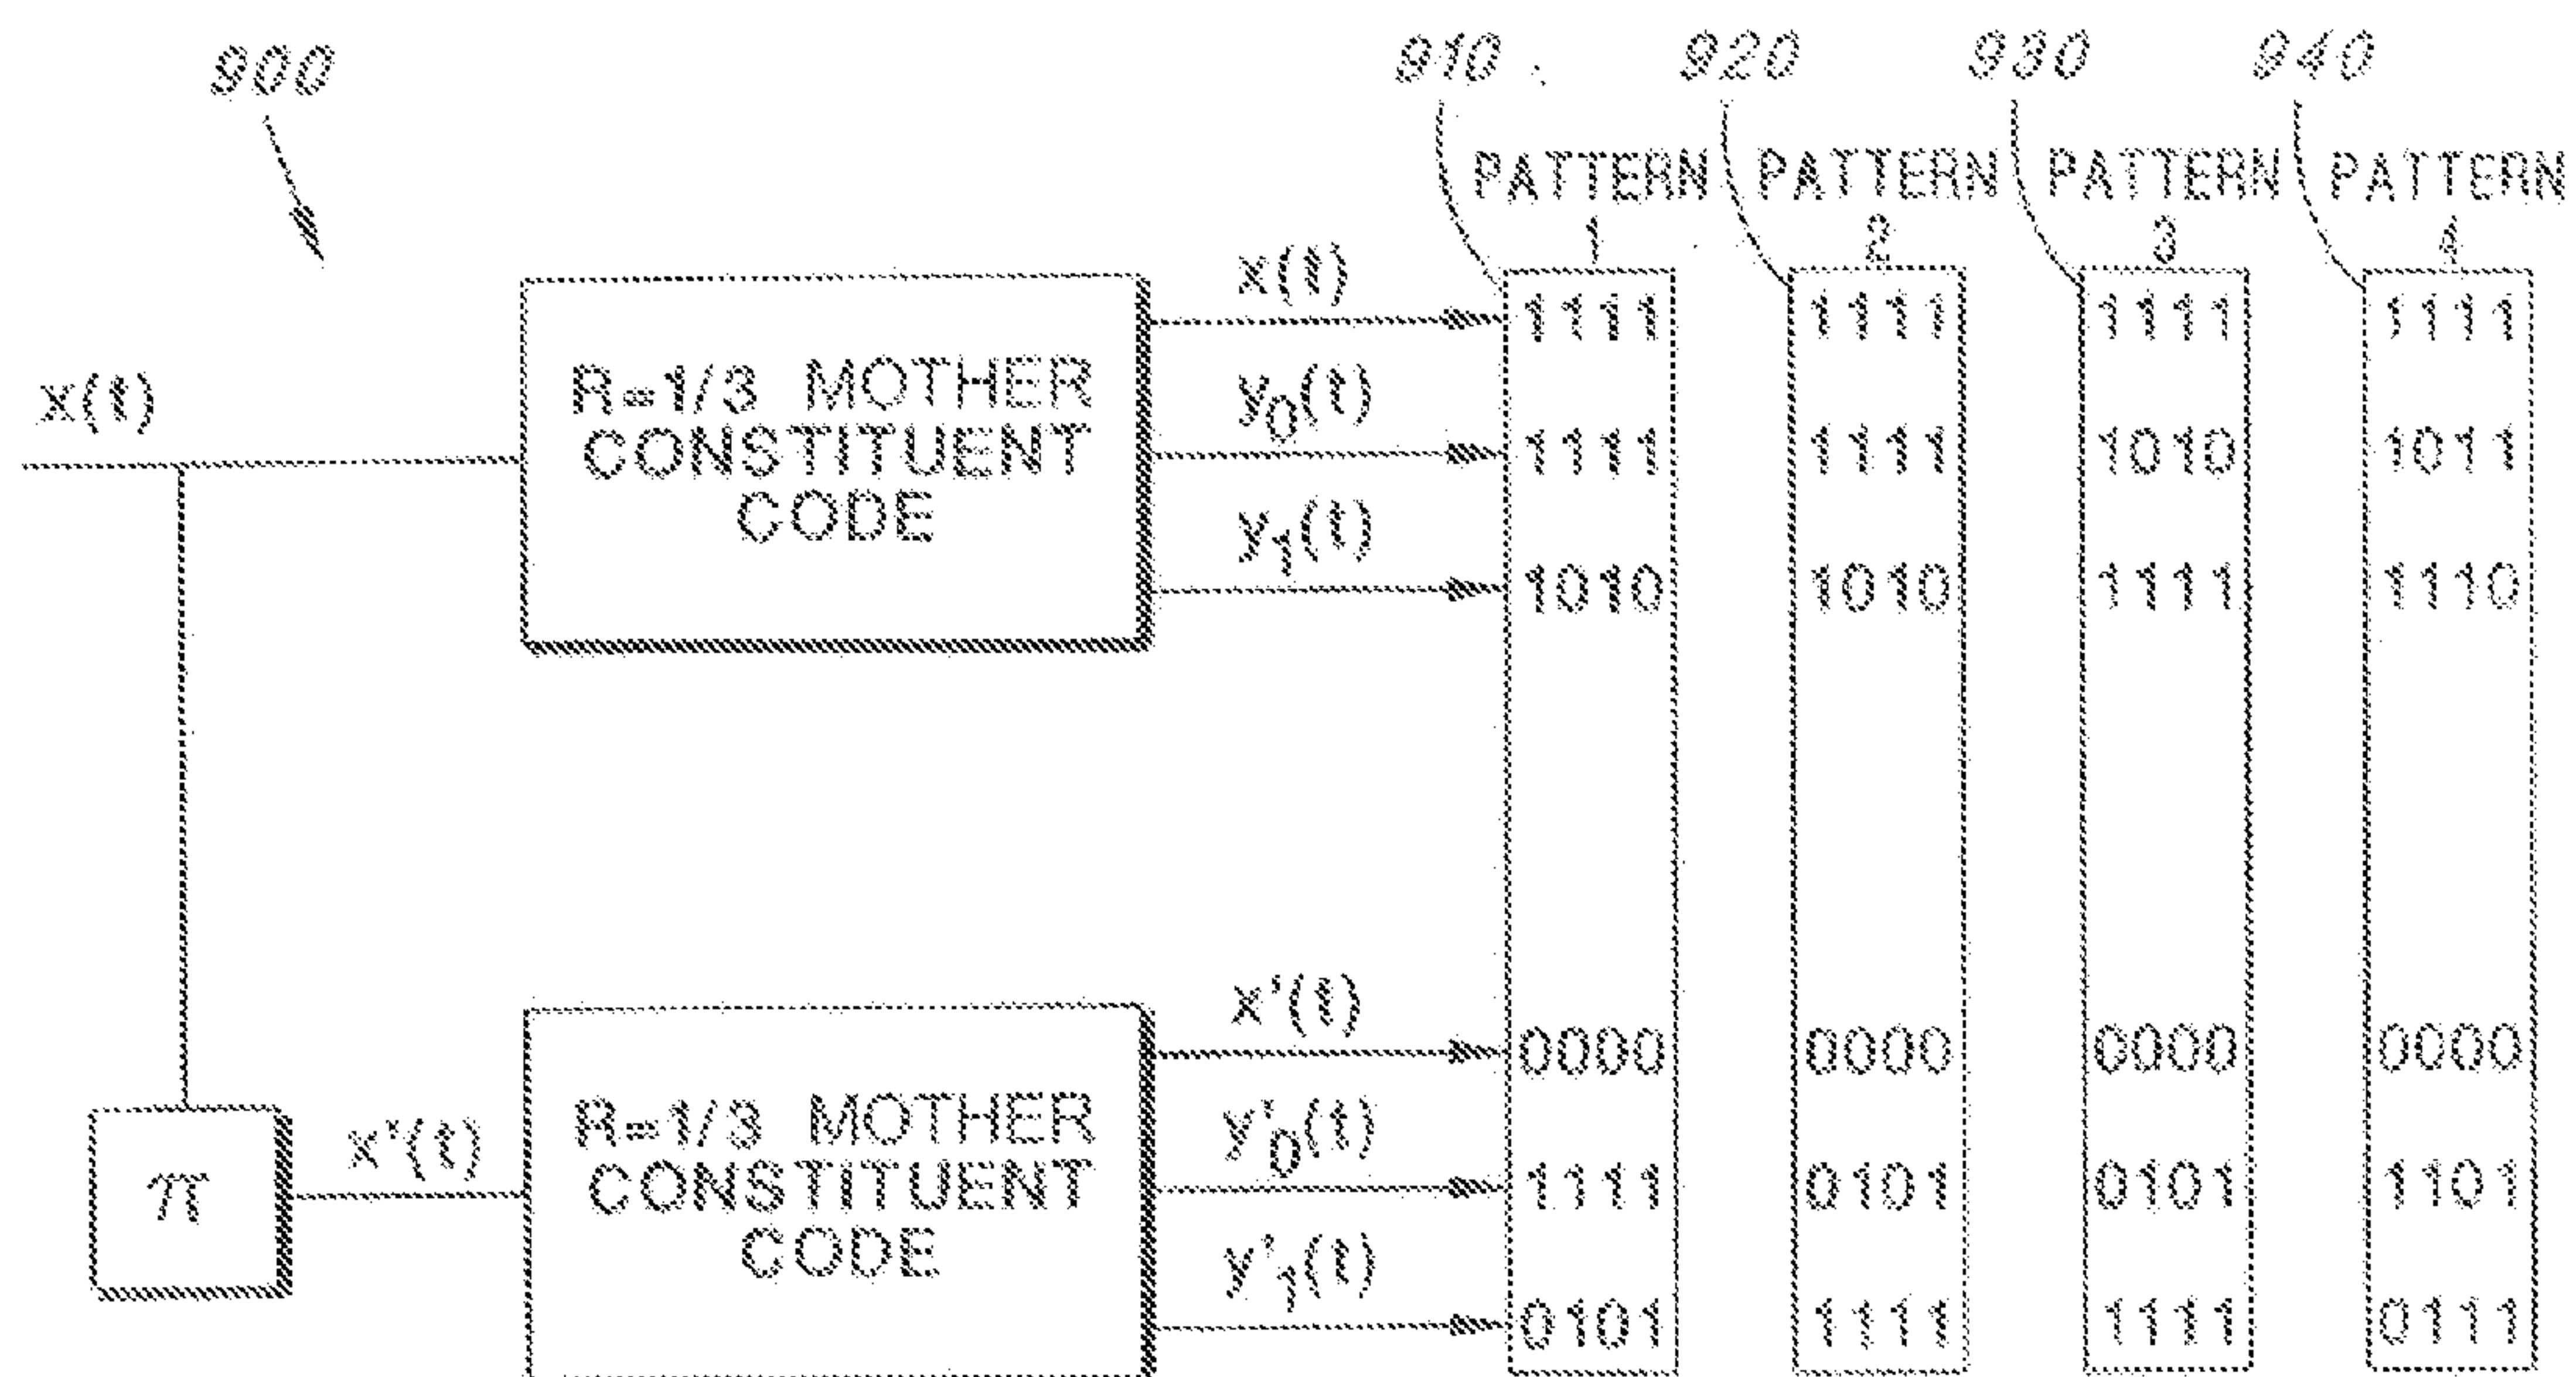 900
910
920
930
940
PATTERN 1
PATTERN 2
PATTERN 3
PATTERN 4
x(t)
R=1/3 MOTHER
CONSTITUENT
CODE
x(t) 1111 1111 1111 1111
y0(t) 1111 1111 1010 1011
y1(t) 1010 1010 1111 1110
π
x'(t)
R=1/3 MOTHER
CONSTITUENT
CODE
x'(t) 0000 0000 0000 0000
y'0(t) 1111 0101 0101 1101
y'1(t) 0101 1111 1111 0111